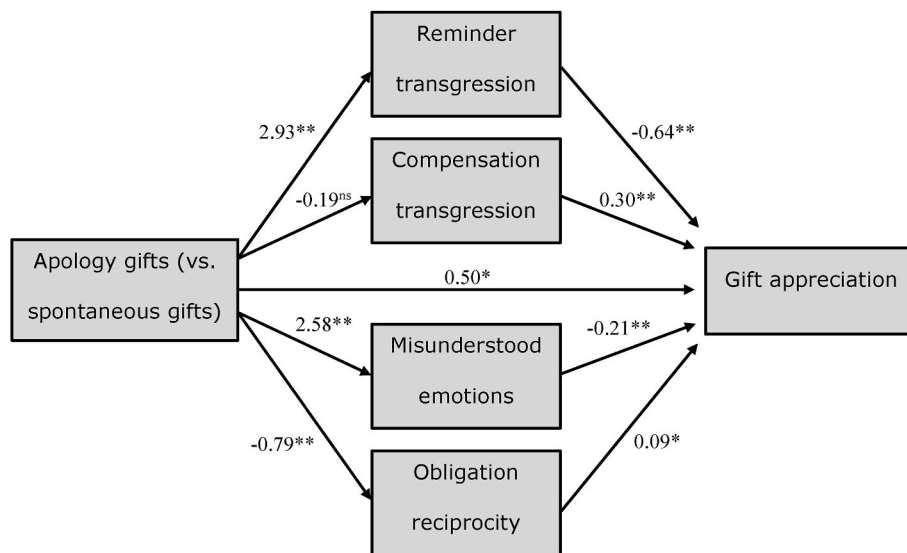 Reminder
transgression
2.93**
-0.64**
Compensation
transgression
-0.19ns
0.30**
Apology gifts (vs.
spontaneous gifts)
0.50*
Gift appreciation
2.58**
Misunderstood
emotions
-0.21**
-0.79**
0.09*
Obligation
reciprocity